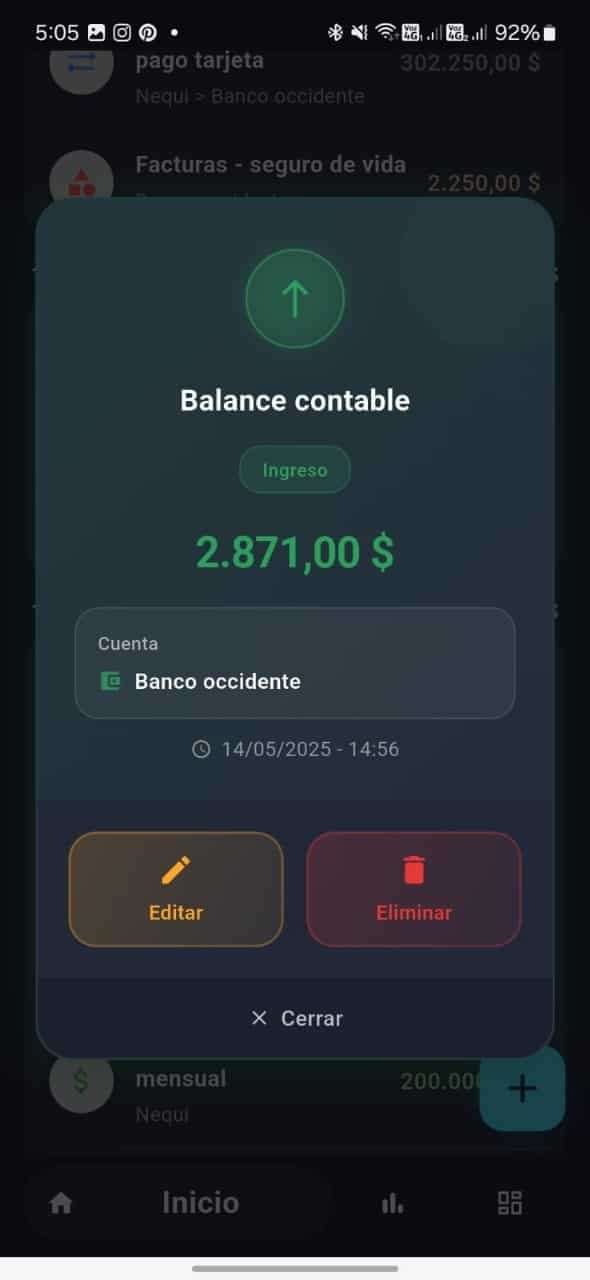 5:05
92%
pago tarjeta
302.250,00 $
Nequi > Banco occidente
Facturas - seguro de vida
2.250,00 $
Balance contable
Ingreso
2.871,00 $
Cuenta
Banco occidente
14/05/2025 - 14:56
Editar
Eliminar
Cerrar
mensual
Nequi
Inicio